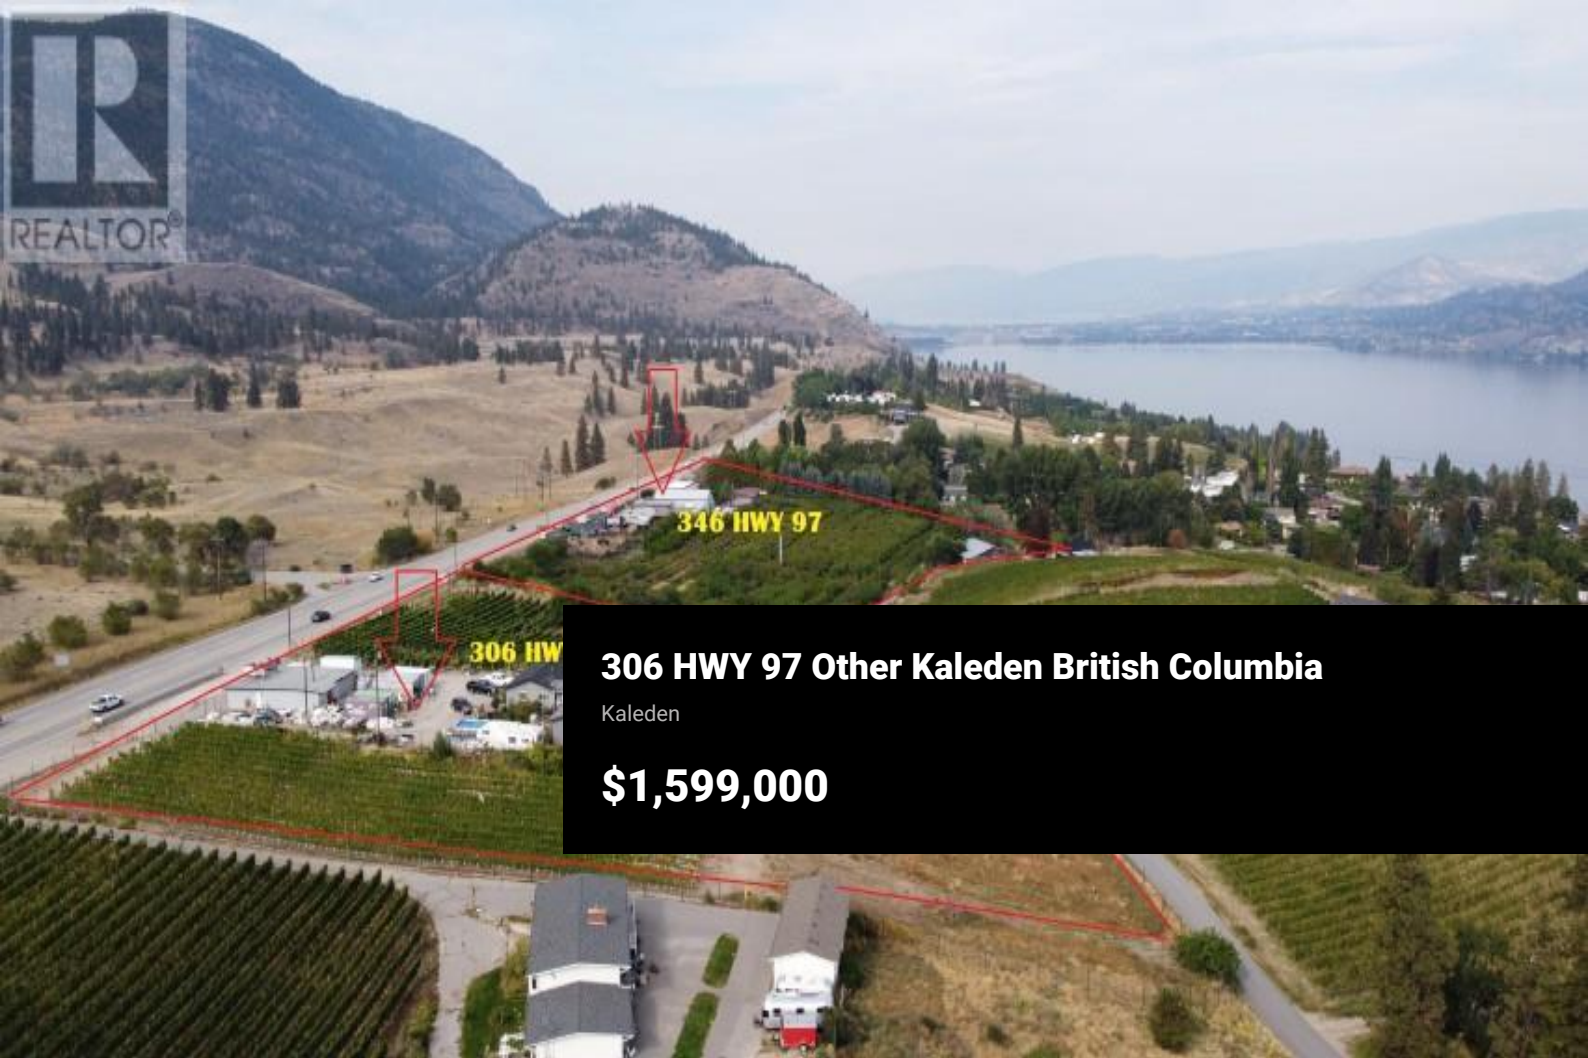 REALTOR®
346 HWY 97
306 HW
306 HWY 97 Other Kaleden British Columbia
Kaleden
$1,599,000